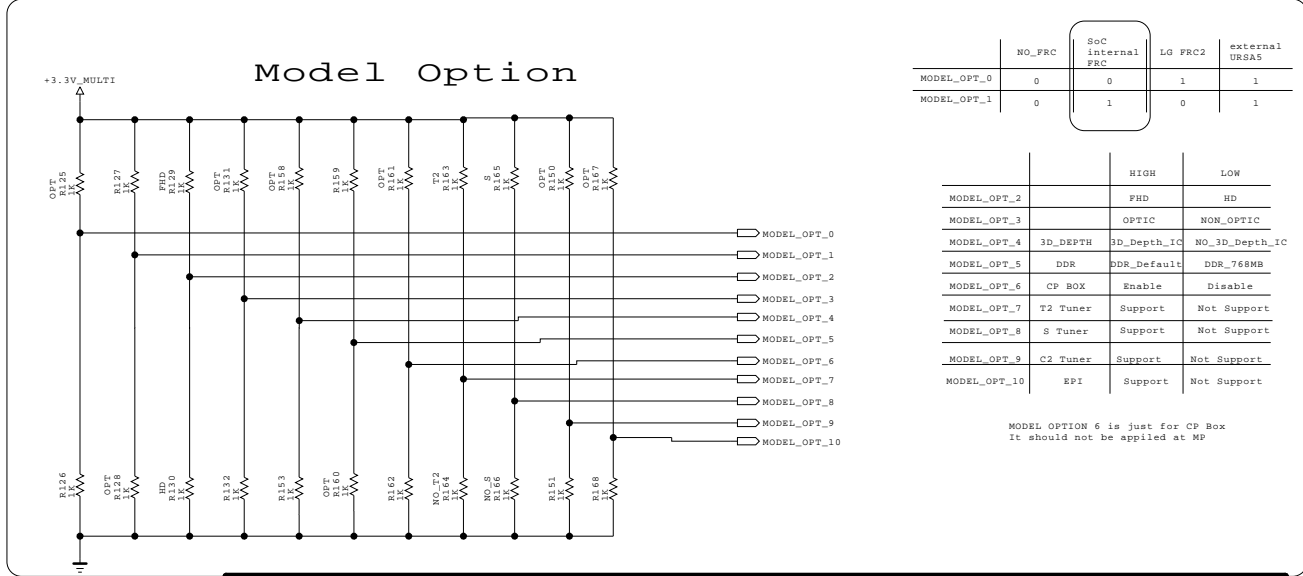 Model Option
+3.3V_MULTI
OPT R125 1K
R127 1K
FHD R129 1K
OPT R131 1K
OPT R158 1K
R159 1K
OPT R161 1K
T2 R163 1K
S R165 1K
OPT R150 1K
OPT R167 1K
MODEL_OPT_0
MODEL_OPT_1
MODEL_OPT_2
MODEL_OPT_3
MODEL_OPT_4
MODEL_OPT_5
MODEL_OPT_6
MODEL_OPT_7
MODEL_OPT_8
MODEL_OPT_9
MODEL_OPT_10
R126 1K
OPT R128 1K
HD R130 1K
R132 1K
R153 1K
OPT R160 1K
R162 1K
NO_T2 R164 1K
NO_S R166 1K
R151 1K
R168 1K
NO_FRC SoC internal FRC LG FRC2 external URSA5
MODEL_OPT_0 0 0 1 1
MODEL_OPT_1 0 1 0 1
HIGH LOW
MODEL_OPT_2 FHD HD
MODEL_OPT_3 OPTIC NON_OPTIC
MODEL_OPT_4 3D_DEPTH 3D_Depth_IC NO_3D_Depth_IC
MODEL_OPT_5 DDR DDR_Default DDR_768MB
MODEL_OPT_6 CP BOX Enable Disable
MODEL_OPT_7 T2 Tuner Support Not Support
MODEL_OPT_8 S Tuner Support Not Support
MODEL_OPT_9 C2 Tuner Support Not Support
MODEL_OPT_10 EPI Support Not Support
MODEL OPTION 6 is just for CP Box
It should not be appiled at MP